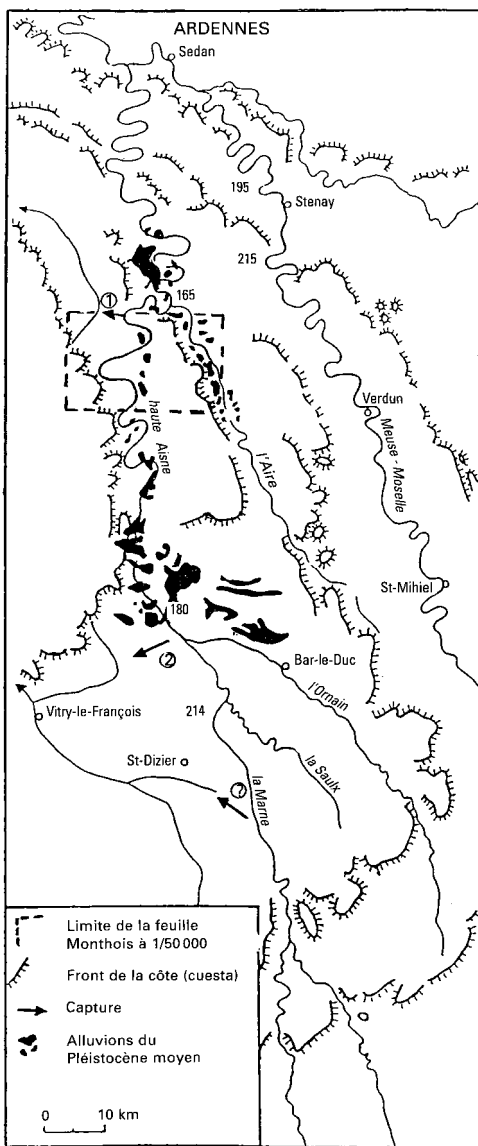 ARDENNES
Sedan
195
Stenay
215
①
165
Verdun
haute
Aisne
l'Aire
Meuse-Moselle
St-Mihiel
180
②
Bar-le-Duc
l'Ornain
Vitry-le-François
214
St-Dizier
?
la Marne
la Saulx
Limite de la feuille
Monthois à 1/50 000
Front de la côte (cuesta)
Capture
Alluvions du
Pléistocène moyen
0 10 km